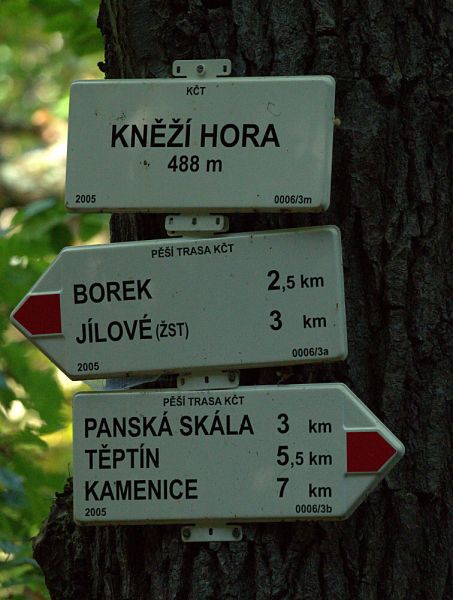 KČT
KNĚŽÍ HORA
488 m
2005 0006/3m
PĚŠÍ TRASA KČT
BOREK 2,5 km
JÍLOVÉ (ŽST) 3 km
2005 0006/3a
PĚŠÍ TRASA KČT
PANSKÁ SKÁLA 3 km
TĚPTÍN 5,5 km
KAMENICE 7 km
2005 0006/3b